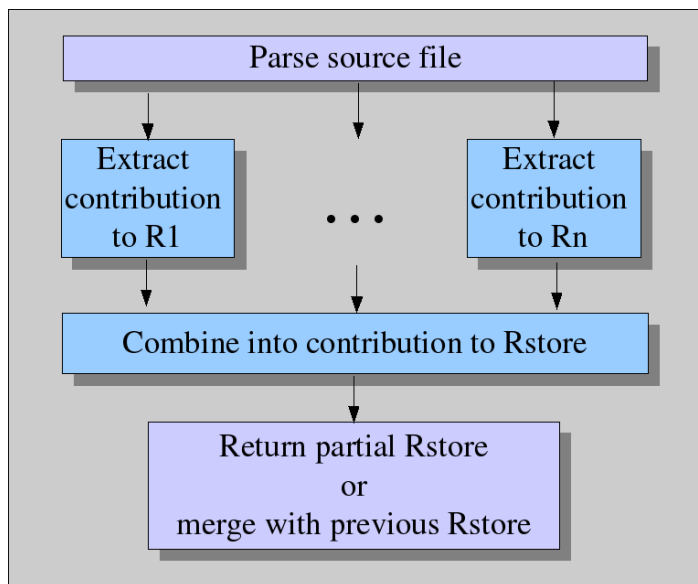 Parse source file
Extract
contribution
to R1
...
Extract
contribution
to Rn
Combine into contribution to Rstore
Return partial Rstore
or
merge with previous Rstore